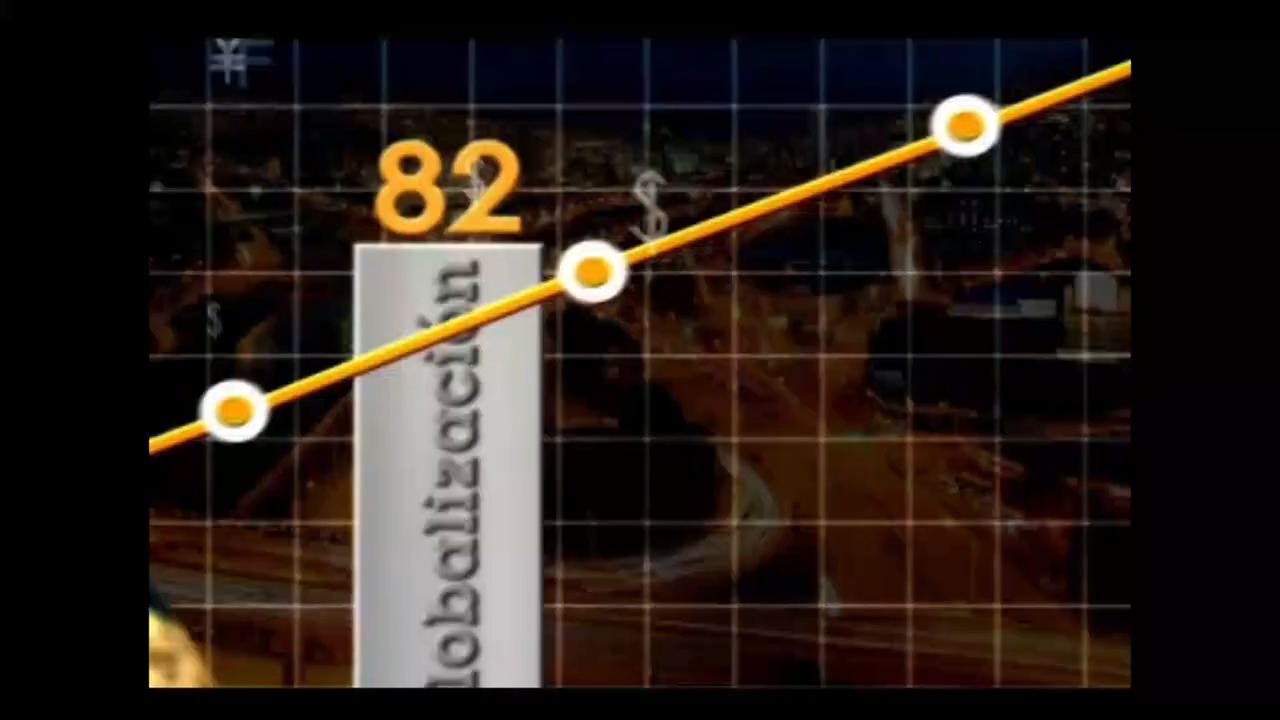 ¥
82
$
$
lobalización